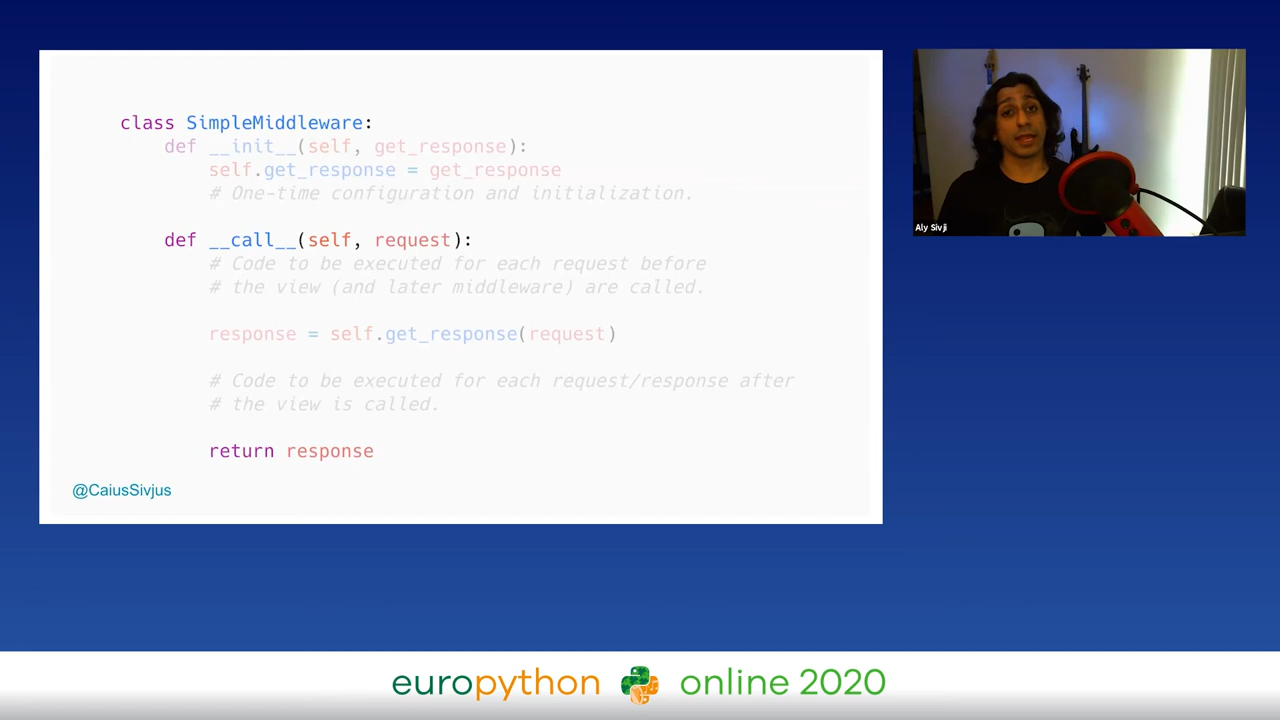 class SimpleMiddleware:
def __init__(self, get_response):
self.get_response = get_response
# One-time configuration and initialization.
def __call__(self, request):
# Code to be executed for each request before
# the view (and later middleware) are called.
response = self.get_response(request)
# Code to be executed for each request/response after
# the view is called.
return response
@CaiusSivjus
Aly Sivji
europython online 2020